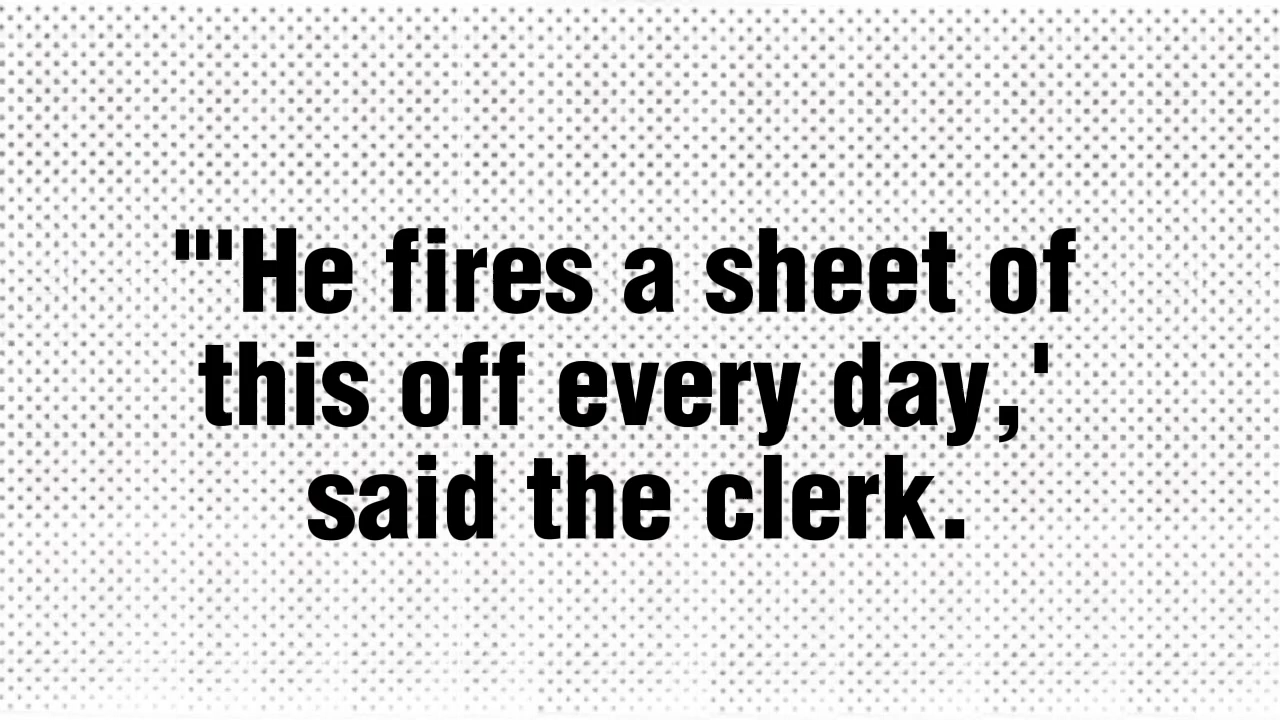 "'He fires a sheet of
this off every day,'
said the clerk.